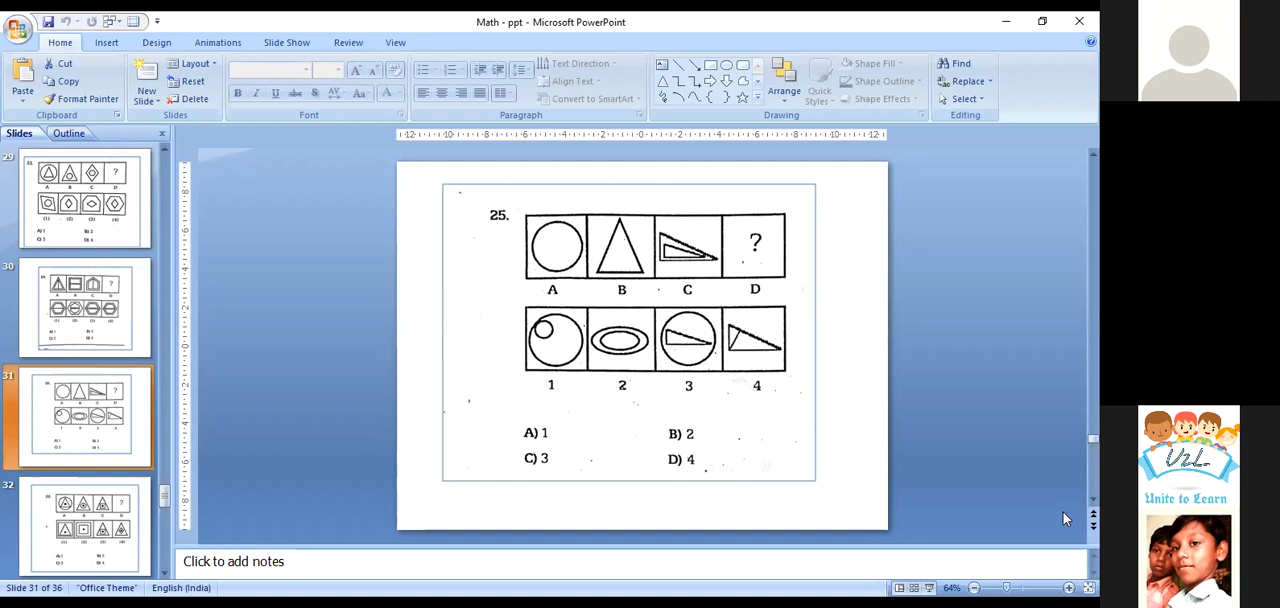 Math - ppt - Microsoft PowerPoint
Home Insert Design Animations Slide Show Review View
Paste
Cut
Copy
Format Painter
Clipboard
New
Slide
Layout
Reset
Delete
Slides
B I U abe S AV Aa A
Font
Text Direction
Align Text
Convert to SmartArt
Paragraph
Arrange
Quick
Styles
Shape Fill
Shape Outline
Shape Effects
Drawing
Find
Replace
Select
Editing
Slides Outline
29
30
31
32
25.
?
A B C D
1 2 3 4
A) 1 B) 2
C) 3 D) 4
Click to add notes
Slide 31 of 36 "Office Theme" English (India) 64%
U2L
Unite to Learn